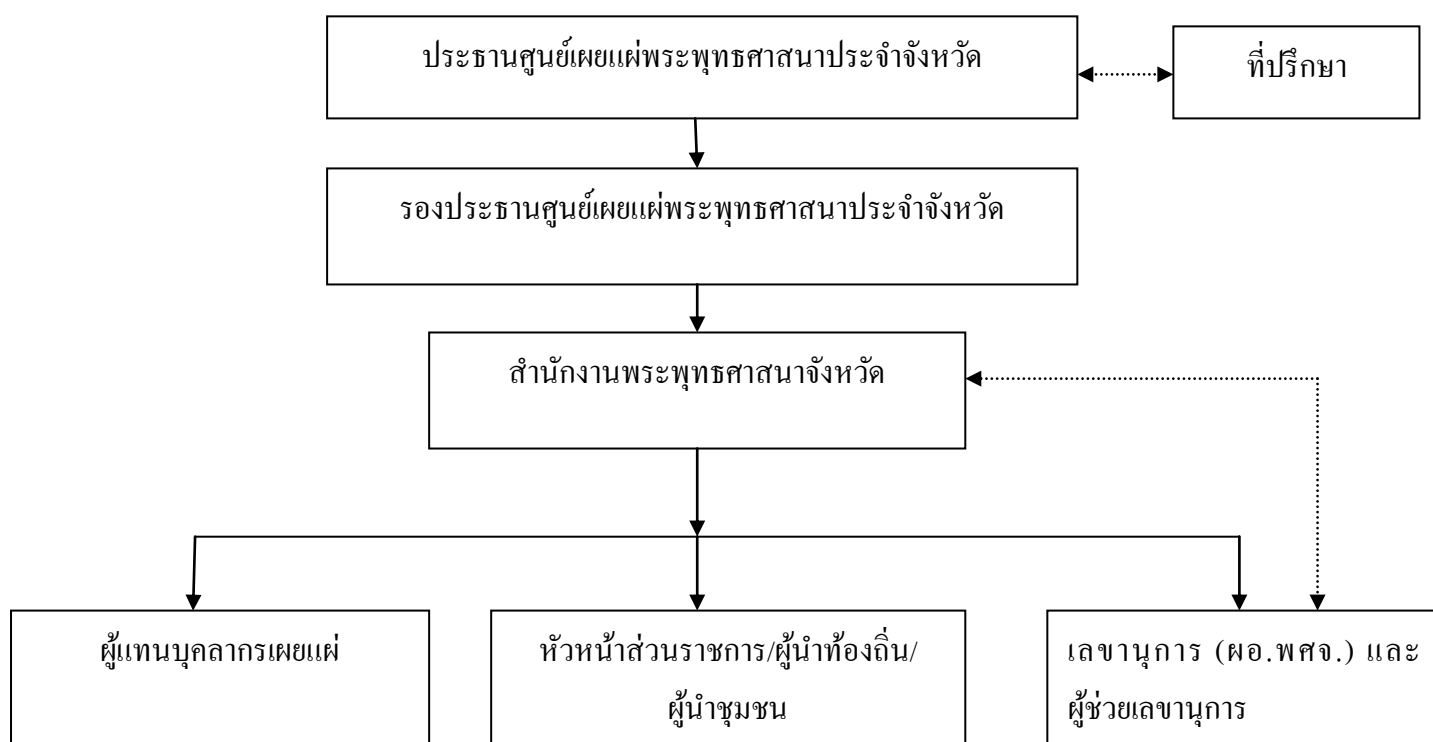 ประธานศูนย์เผยแผ่พระพุทธศาสนาประจำจังหวัด
ที่ปรึกษา
รองประธานศูนย์เผยแผ่พระพุทธศาสนาประจำจังหวัด
สำนักงานพระพุทธศาสนาจังหวัด
ผู้แทนบุคลากรเผยแผ่
หัวหน้าส่วนราชการ/ผู้นำท้องถิ่น/
ผู้นำชุมชน
เลขานุการ (ผอ.พศจ.) และ
ผู้ช่วยเลขานุการ